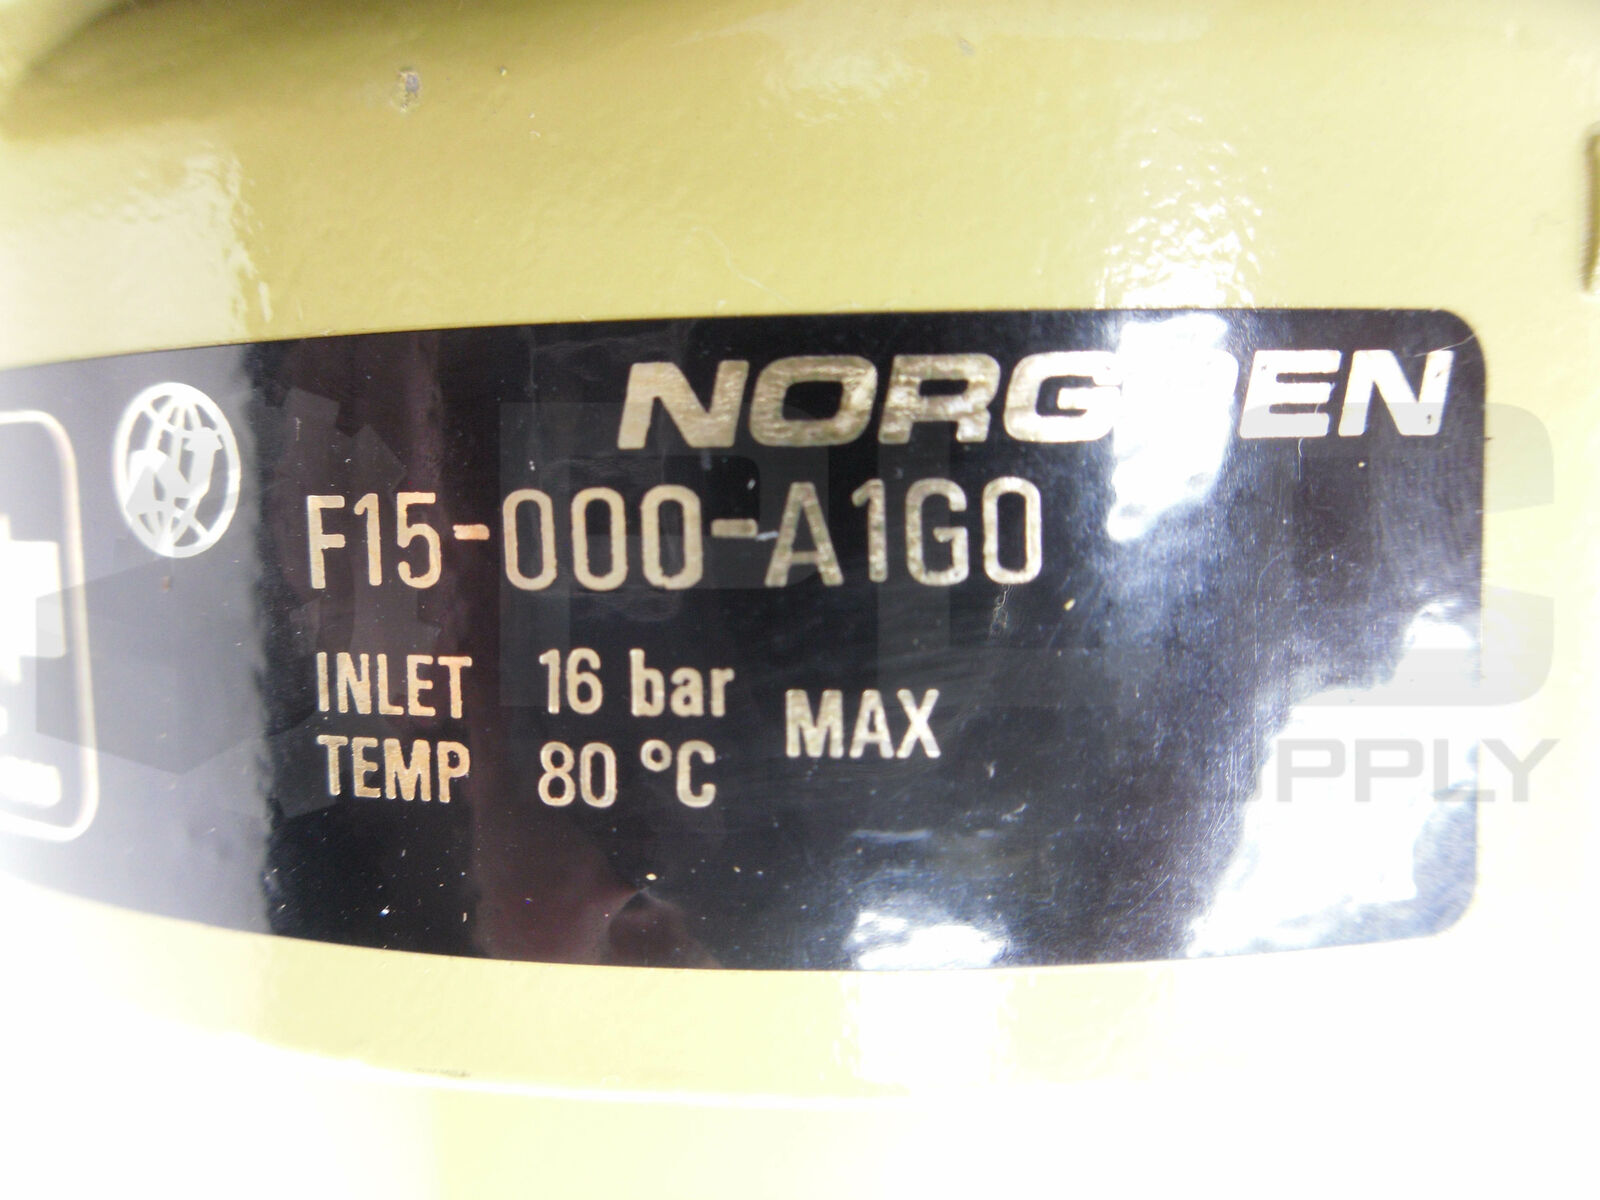 NORGREN
F15-000-A1G0
INLET 16 bar MAX
TEMP 80 °C